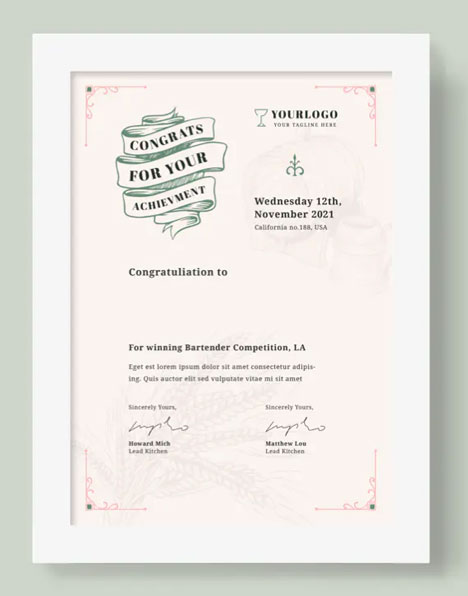 CONGRATS
FOR YOUR
ACHIEVMENT
YOURLOGO
YOUR TAGLINE HERE
Wednesday 12th,
November 2021
California no.188, USA
Congratuliation to
For winning Bartender Competition, LA
Eget est lorem ipsum dolor sit amet consectetur adipis-
ing. Quis auctor elit sed vulputate vitae mi sit amet
Sincerely Yours,
Howard Mich
Lead Kitchen
Sincerely Yours,
Matthew Lou
Lead Kitchen